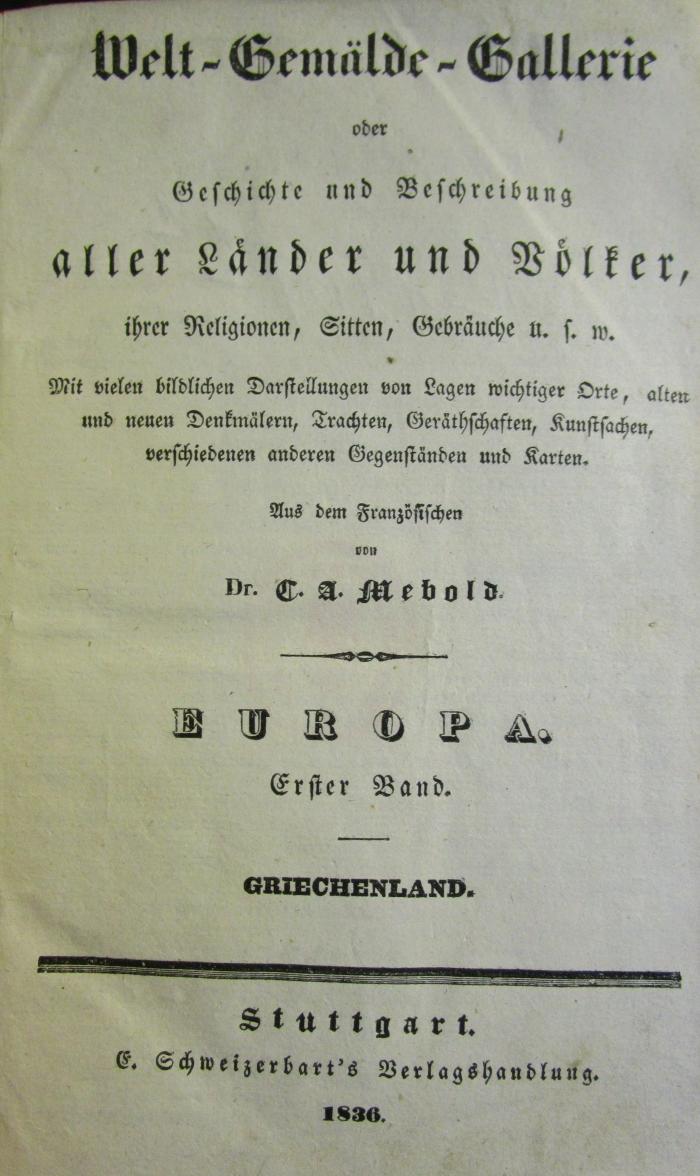 Welt-Gemälde-Gallerie
oder
Geschichte und Beschreibung
aller Länder und Völker,
ihrer Religionen, Sitten, Gebräuche u. s. w.
Mit vielen bildlichen Darstellungen von Lagen wichtiger Orte, alten
und neuen Denkmälern, Trachten, Geräthschaften, Kunstsachen,
verschiedenen anderen Gegenständen und Karten.
Aus dem Französischen
von
Dr. C. A. Mebold.
EUROPA.
Erster Band.
GRIECHENLAND.
Stuttgart.
E. Schweizerbart's Verlagshandlung.
1836.